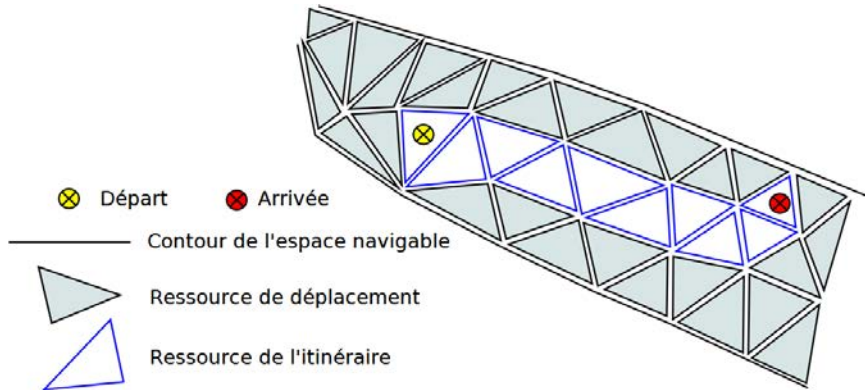 Départ
Arrivée
Contour de l'espace navigable
Ressource de déplacement
Ressource de l'itinéraire